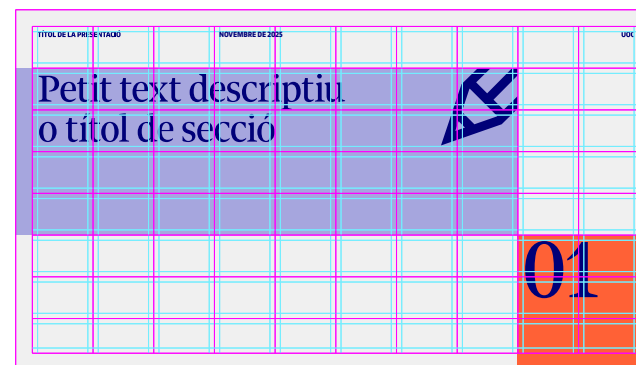 TÍTOL DE LA PRESENTACIÓ
NOVEMBRE DE 2025
UOC
Petit text descriptiu
o títol de secció
01